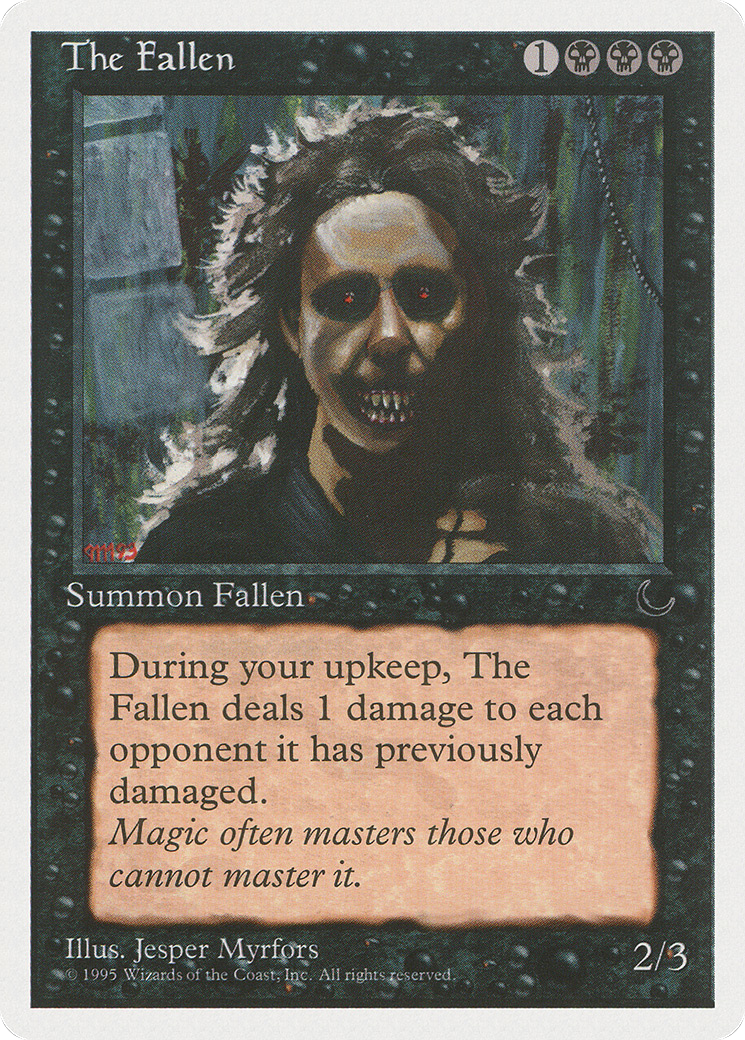 The Fallen 1
Summon Fallen
During your upkeep, The
Fallen deals 1 damage to each
opponent it has previously
damaged.
Magic often masters those who
cannot master it.
Illus. Jesper Myrfors
© 1995 Wizards of the Coast, Inc. All rights reserved.
2/3